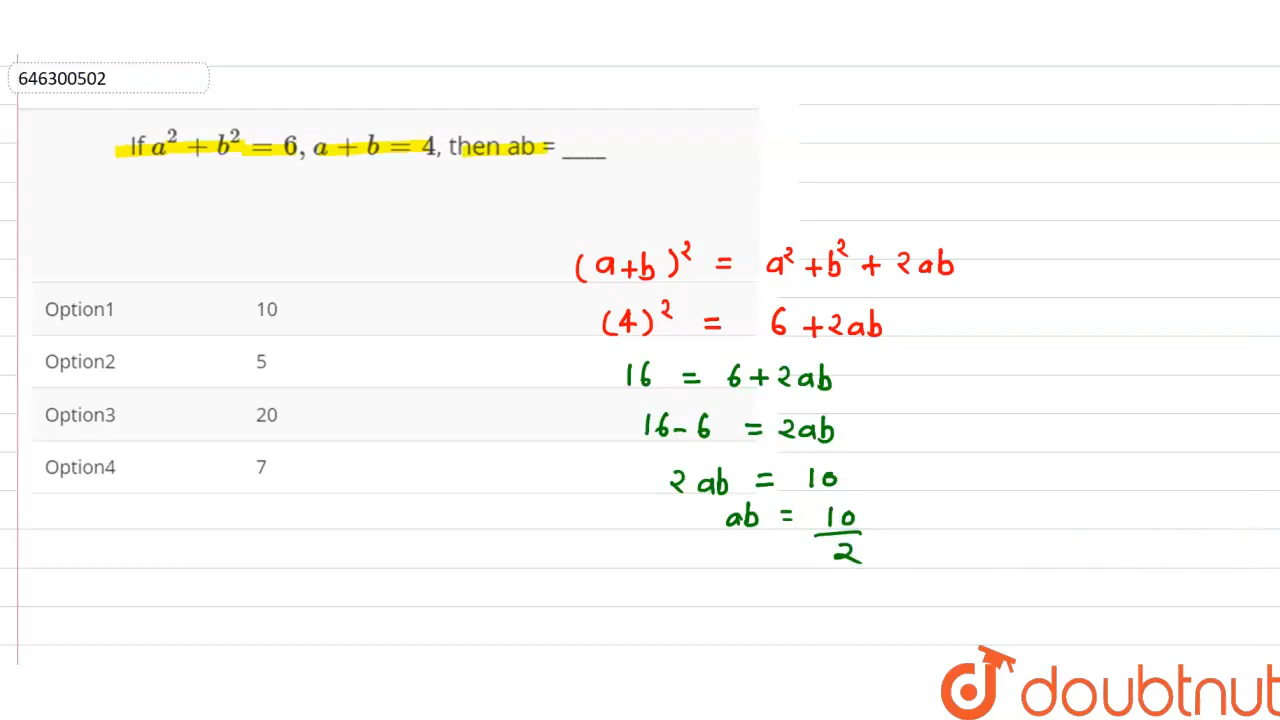 646300502
If a² + b² = 6, a + b = 4, then ab = ____
(a+b)² = a² + b² + 2ab
Option1 10
(4)² = 6 + 2ab
Option2 5
16 = 6 + 2ab
Option3 20
16 - 6 = 2ab
Option4 7
2ab = 10
ab = 10/2
doubtnut